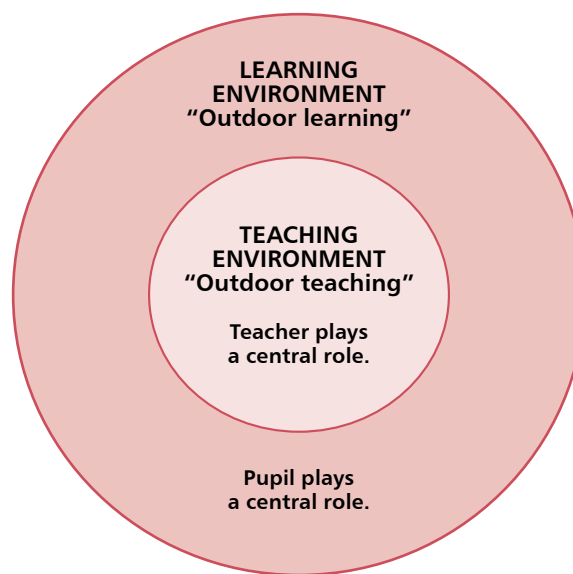 LEARNING
ENVIRONMENT
“Outdoor learning”
TEACHING
ENVIRONMENT
“Outdoor teaching”
Teacher plays
a central role.
Pupil plays
a central role.